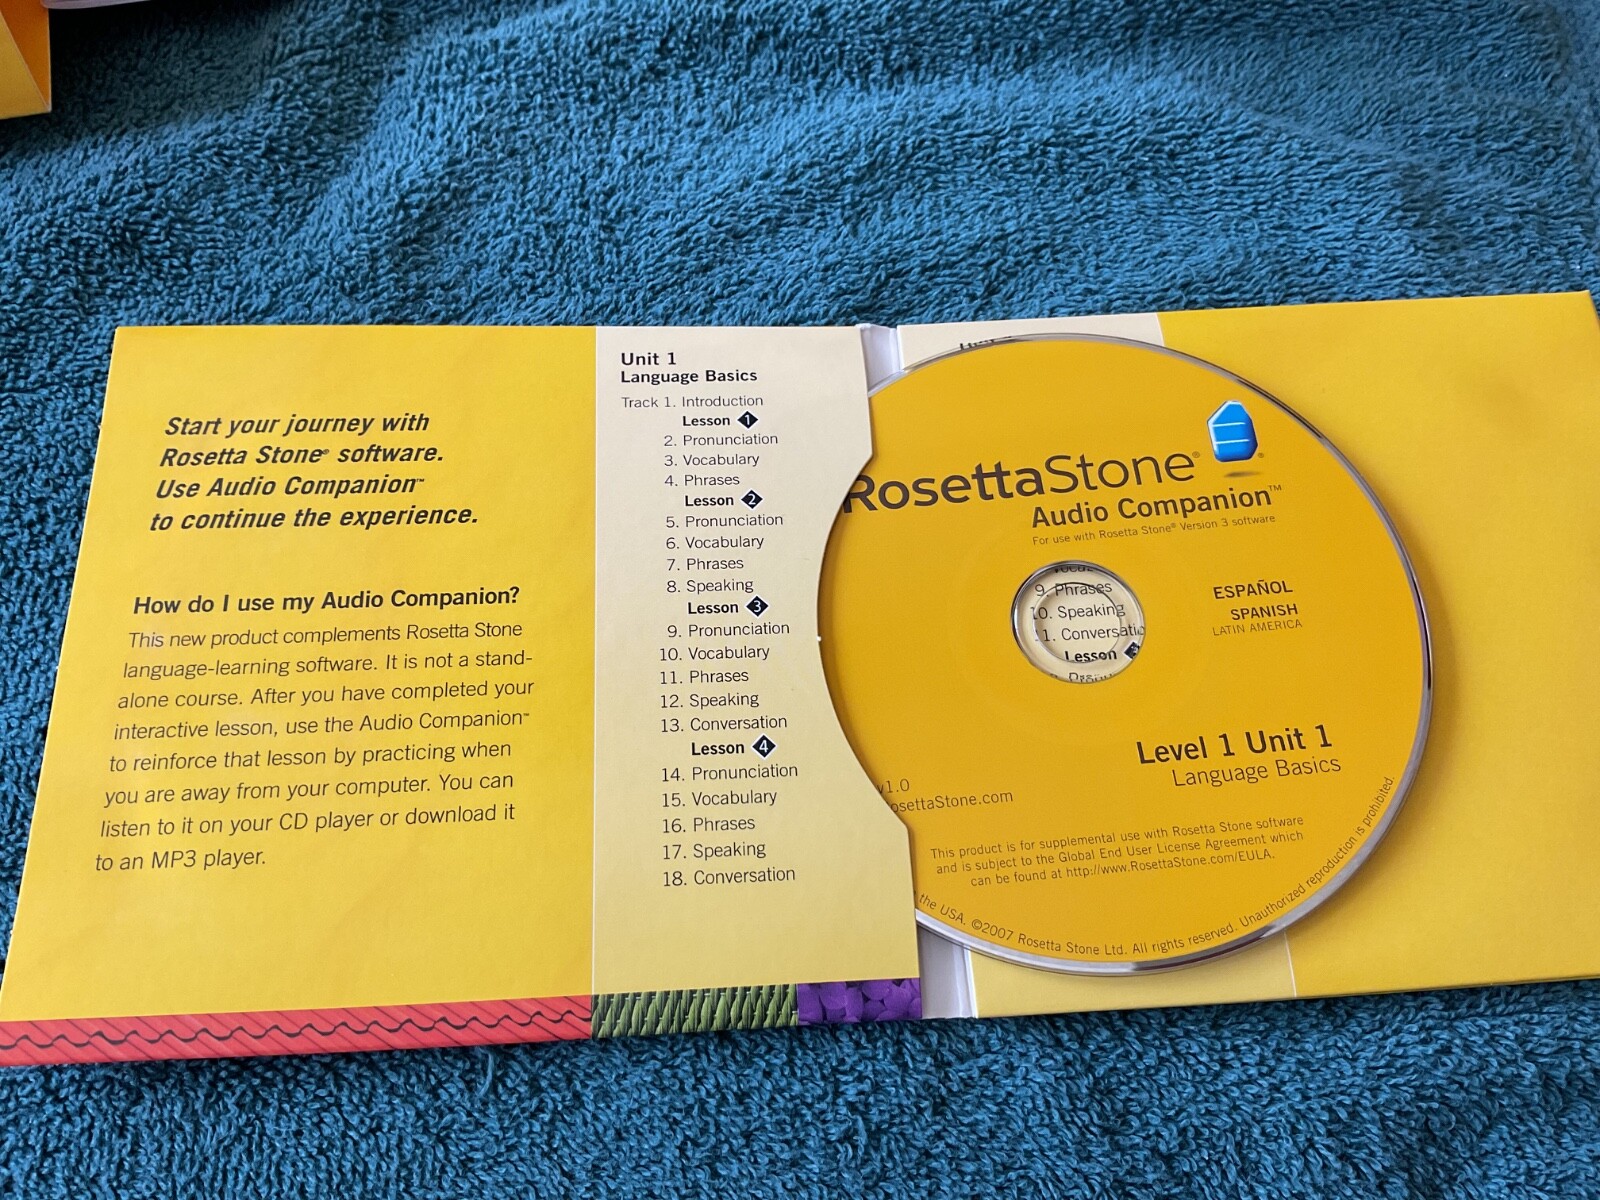 Start your journey with
Rosetta Stone® software.
Use Audio Companion™
to continue the experience.
How do I use my Audio Companion?
This new product complements Rosetta Stone
language-learning software. It is not a stand-
alone course. After you have completed your
interactive lesson, use the Audio Companion™
to reinforce that lesson by practicing when
you are away from your computer. You can
listen to it on your CD player or download it
to an MP3 player.
Unit 1
Language Basics
Track 1. Introduction
Lesson 1
2. Pronunciation
3. Vocabulary
4. Phrases
Lesson 2
5. Pronunciation
6. Vocabulary
7. Phrases
8. Speaking
Lesson 3
9. Pronunciation
10. Vocabulary
11. Phrases
12. Speaking
13. Conversation
Lesson 4
14. Pronunciation
15. Vocabulary
16. Phrases
17. Speaking
18. Conversation
RosettaStone®
Audio Companion™
For use with Rosetta Stone® Version 3 software
9. Phrases
10. Speaking
1. Conversatio
Lesson 3
ESPAÑOL
SPANISH
LATIN AMERICA
Level 1 Unit 1
Language Basics
v1.0
osettaStone.com
This product is for supplemental use with Rosetta Stone software
and is subject to the Global End User License Agreement which
can be found at http://www.RosettaStone.com/EULA.
the USA. ©2007 Rosetta Stone Ltd. All rights reserved. Unauthorized reproduction is prohibited.